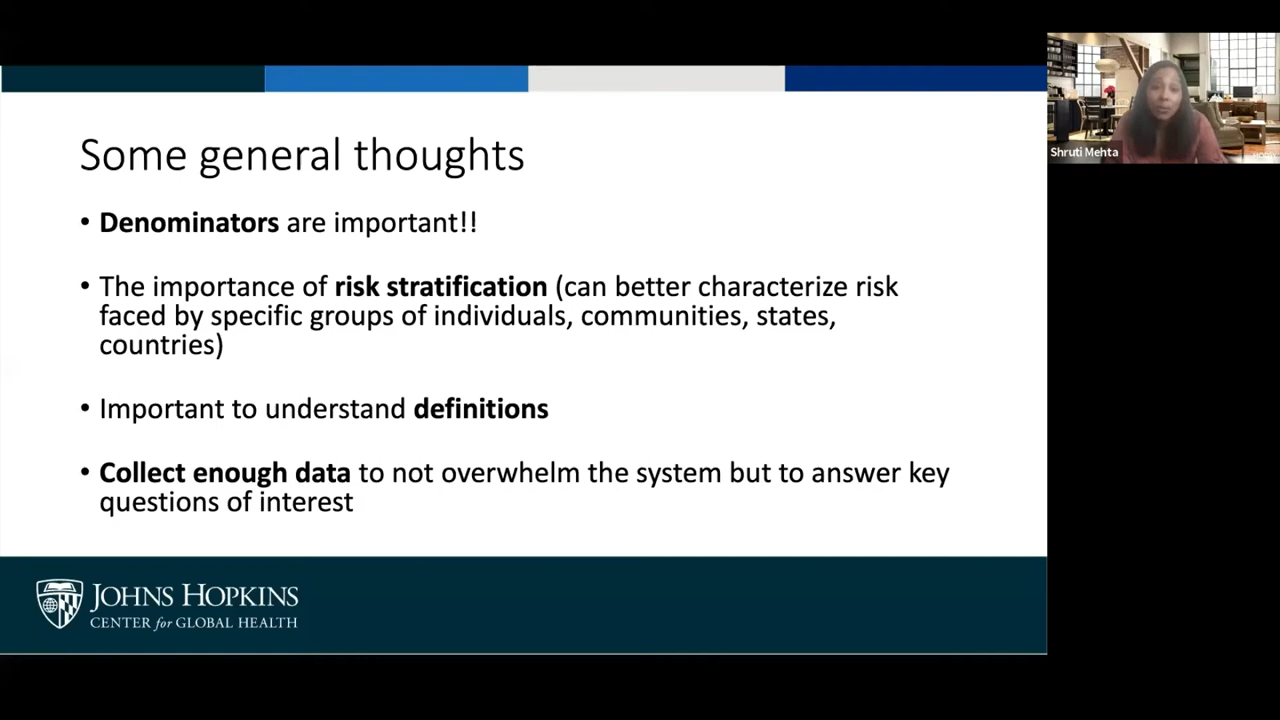 Some general thoughts
• Denominators are important!!
• The importance of risk stratification (can better characterize risk
faced by specific groups of individuals, communities, states,
countries)
• Important to understand definitions
• Collect enough data to not overwhelm the system but to answer key
questions of interest
JOHNS HOPKINS
CENTER for GLOBAL HEALTH
Shruti Mehta